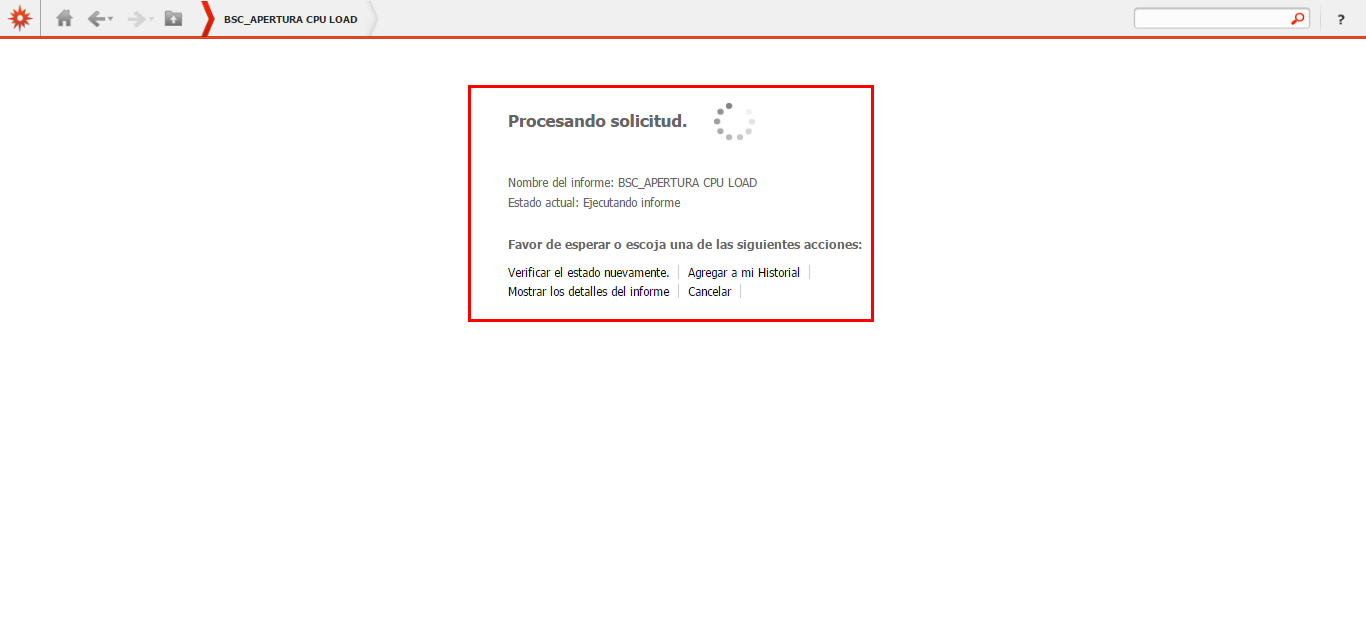 BSC_APERTURA CPU LOAD
?
Procesando solicitud.
Nombre del informe: BSC_APERTURA CPU LOAD
Estado actual: Ejecutando informe
Favor de esperar o escoja una de las siguientes acciones:
Verificar el estado nuevamente. Agregar a mi Historial
Mostrar los detalles del informe Cancelar